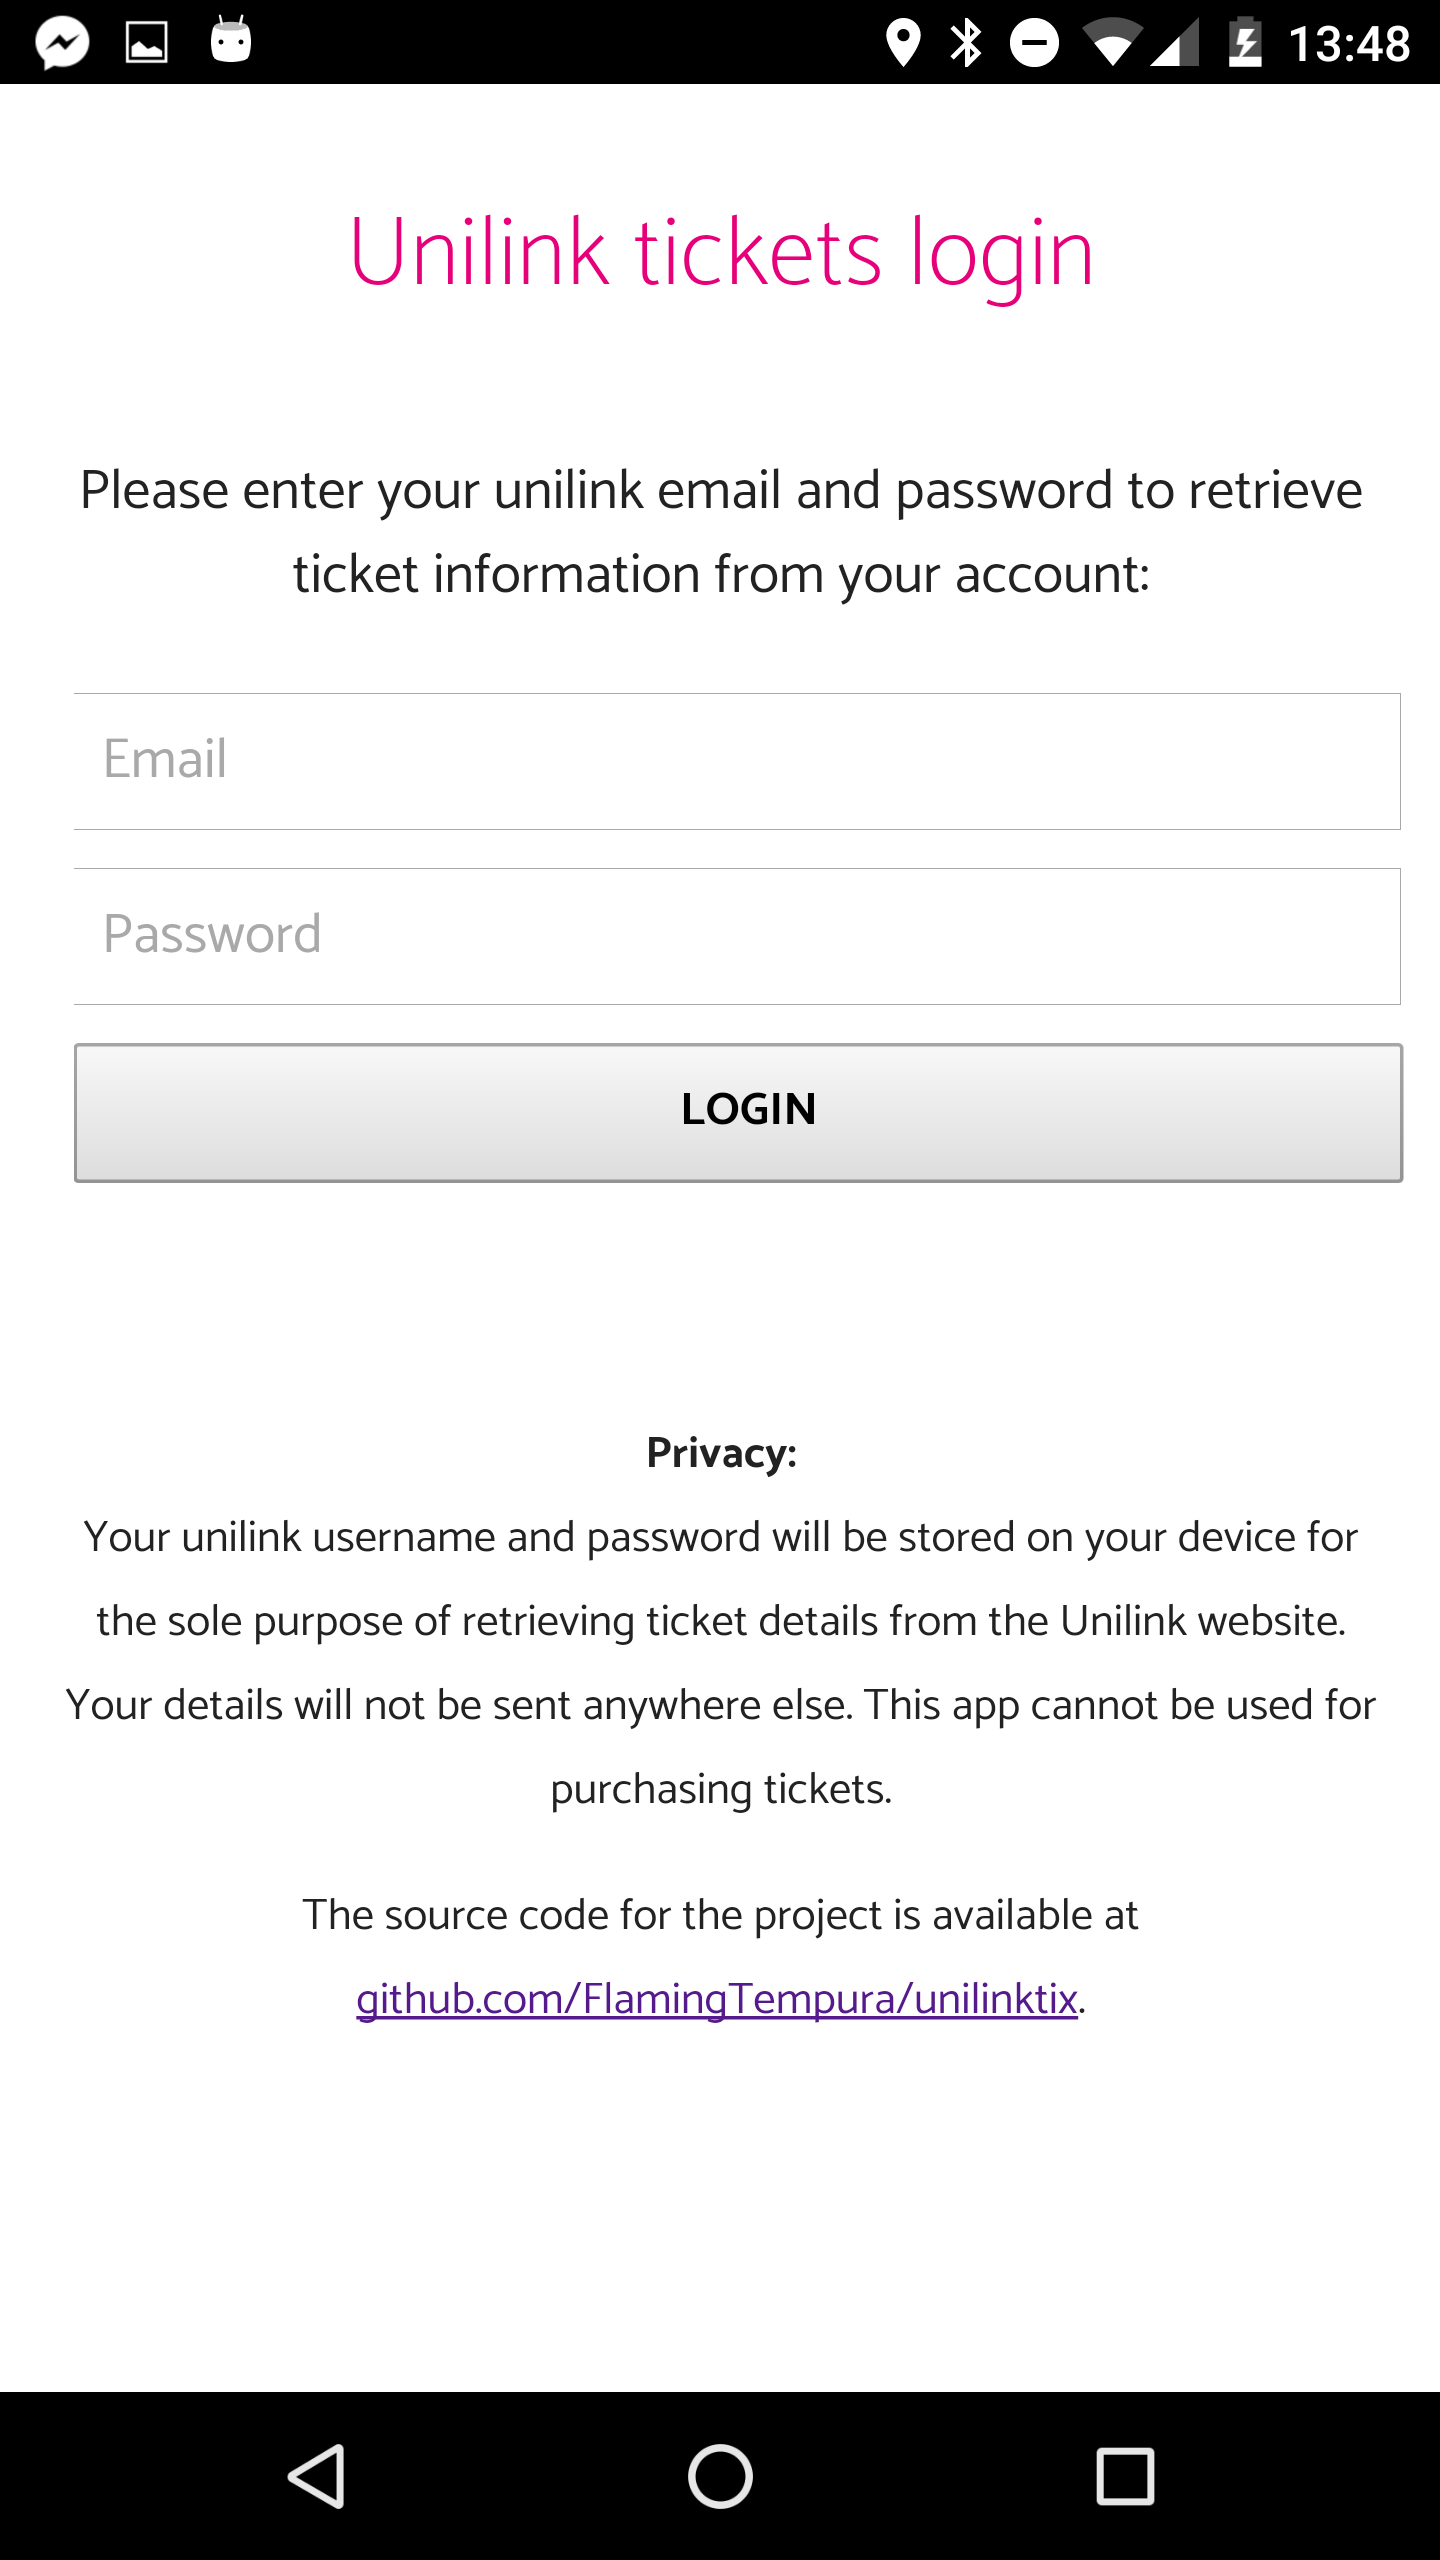 13:48
Unilink tickets login
Please enter your unilink email and password to retrieve
ticket information from your account:
Email
Password
LOGIN
Privacy:
Your unilink username and password will be stored on your device for
the sole purpose of retrieving ticket details from the Unilink website.
Your details will not be sent anywhere else. This app cannot be used for
purchasing tickets.
The source code for the project is available at
github.com/FlamingTempura/unilinktix.